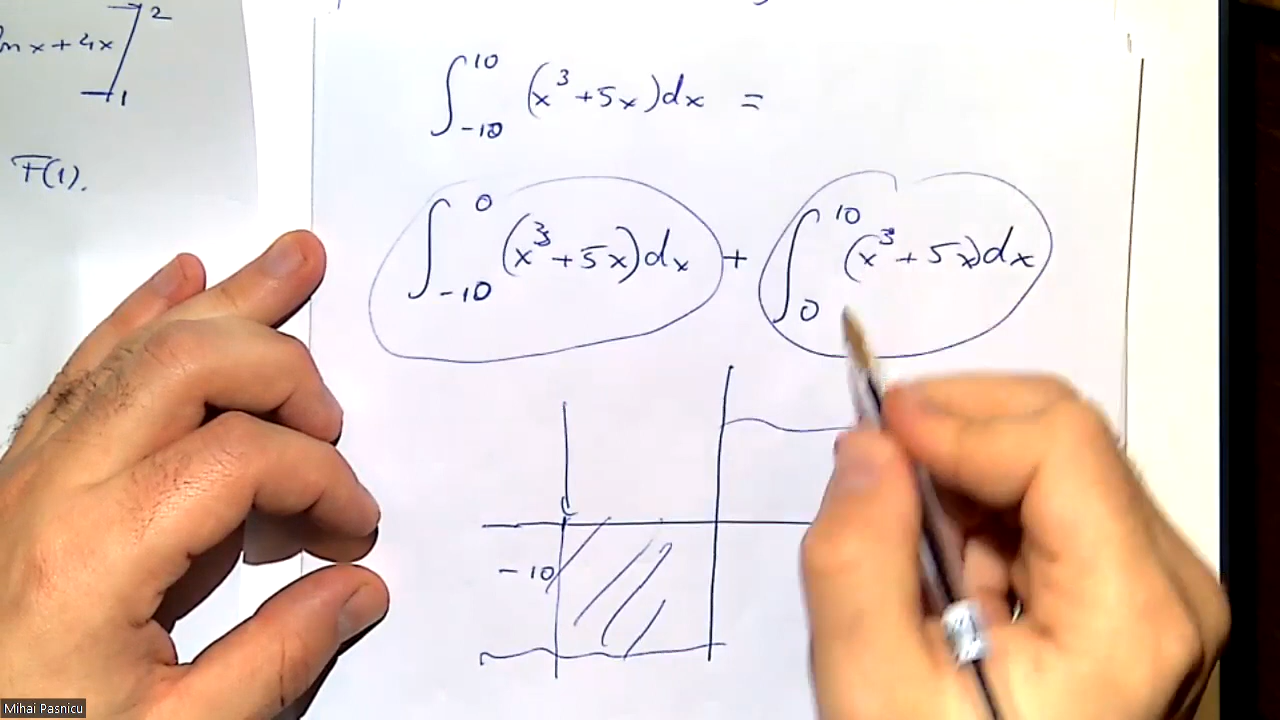 x + 4x]
2
1
F(1).
∫_{-10}^{10} (x³ + 5x)dx =
∫_{-10}^{0} (x³ + 5x)dx + ∫_{0}^{10} (x³ + 5x)dx
-10
Mihai Pasnicu